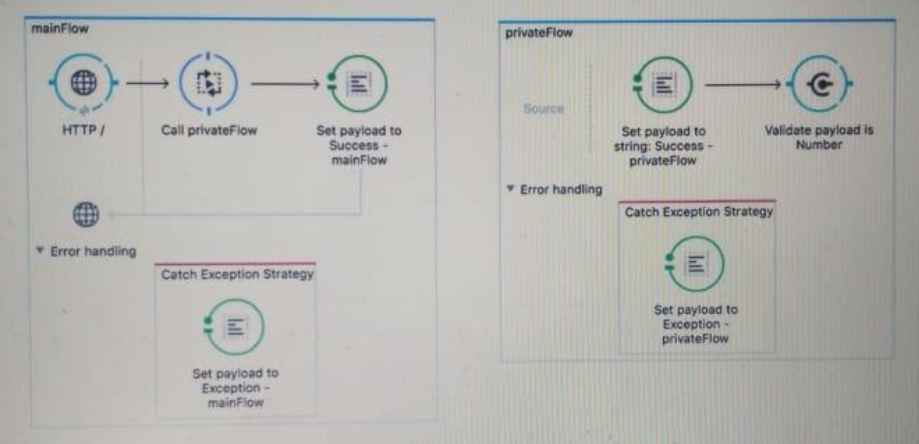 mainFlow
HTTP /
Call privateFlow
Set payload to
Success -
mainFlow
Error handling
Catch Exception Strategy
Set payload to
Exception -
mainFlow
privateFlow
Source
Set payload to
string: Success -
privateFlow
Validate payload is
Number
Error handling
Catch Exception Strategy
Set payload to
Exception -
privateFlow